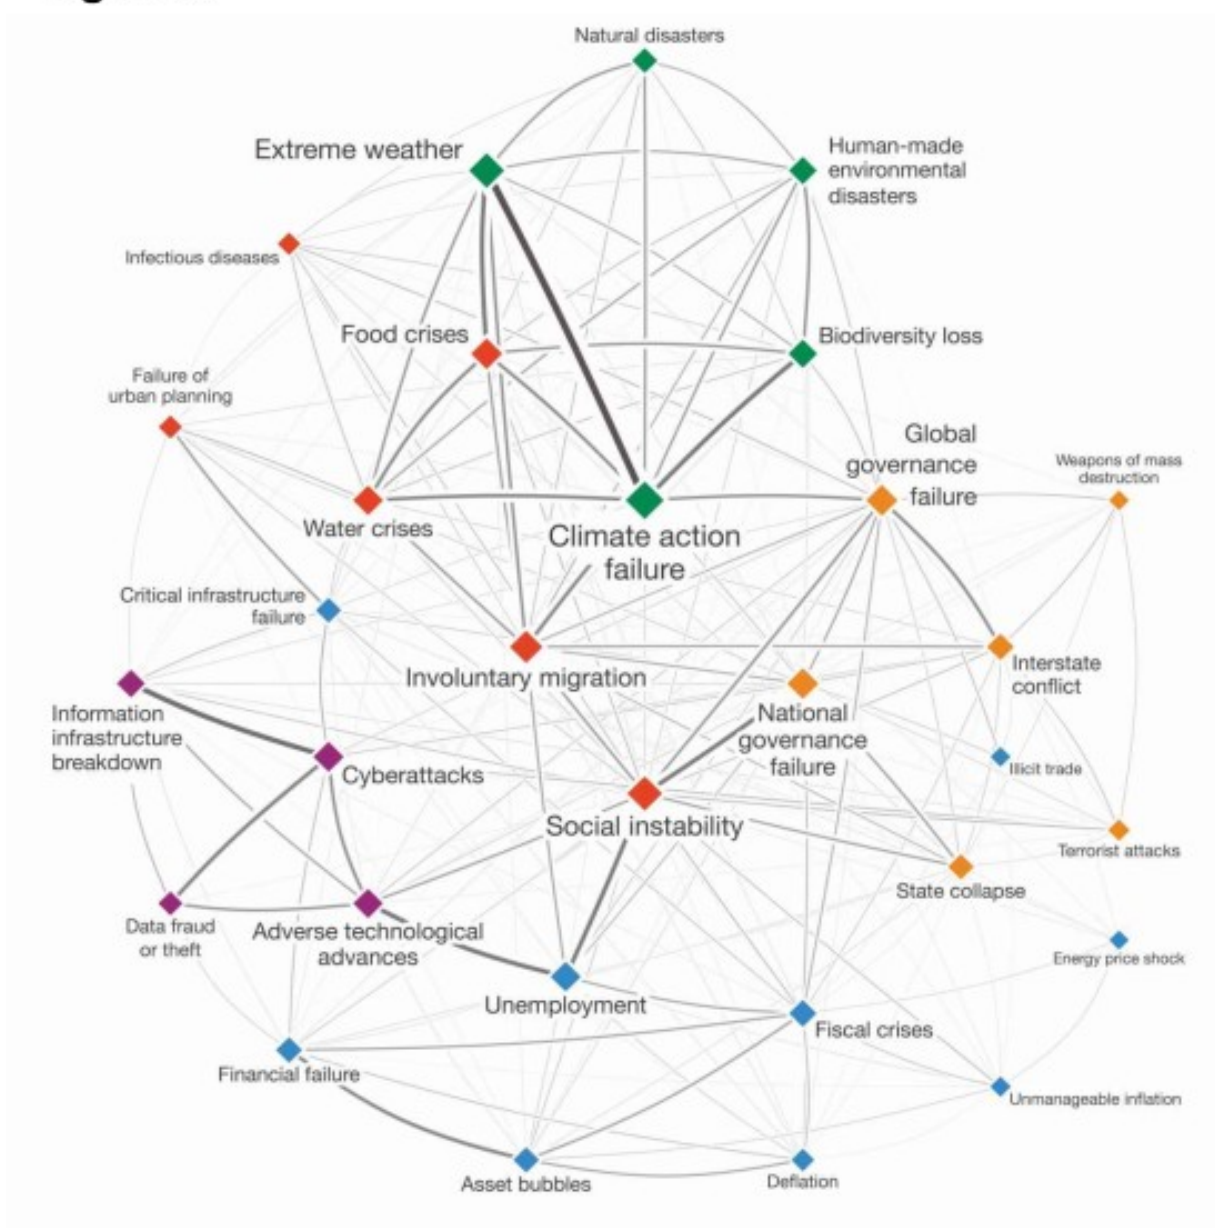 Natural disasters
Extreme weather
Human-made
environmental
disasters
Infectious diseases
Food crises
Biodiversity loss
Failure of
urban planning
Global
governance
failure
Weapons of mass
destruction
Water crises
Climate action
failure
Critical infrastructure
failure
Involuntary migration
Interstate
conflict
Information
infrastructure
breakdown
National
governance
failure
Cyberattacks
Illicit trade
Social instability
Terrorist attacks
State collapse
Data fraud
or theft
Adverse technological
advances
Energy price shock
Unemployment
Fiscal crises
Financial failure
Unmanageable inflation
Asset bubbles
Deflation